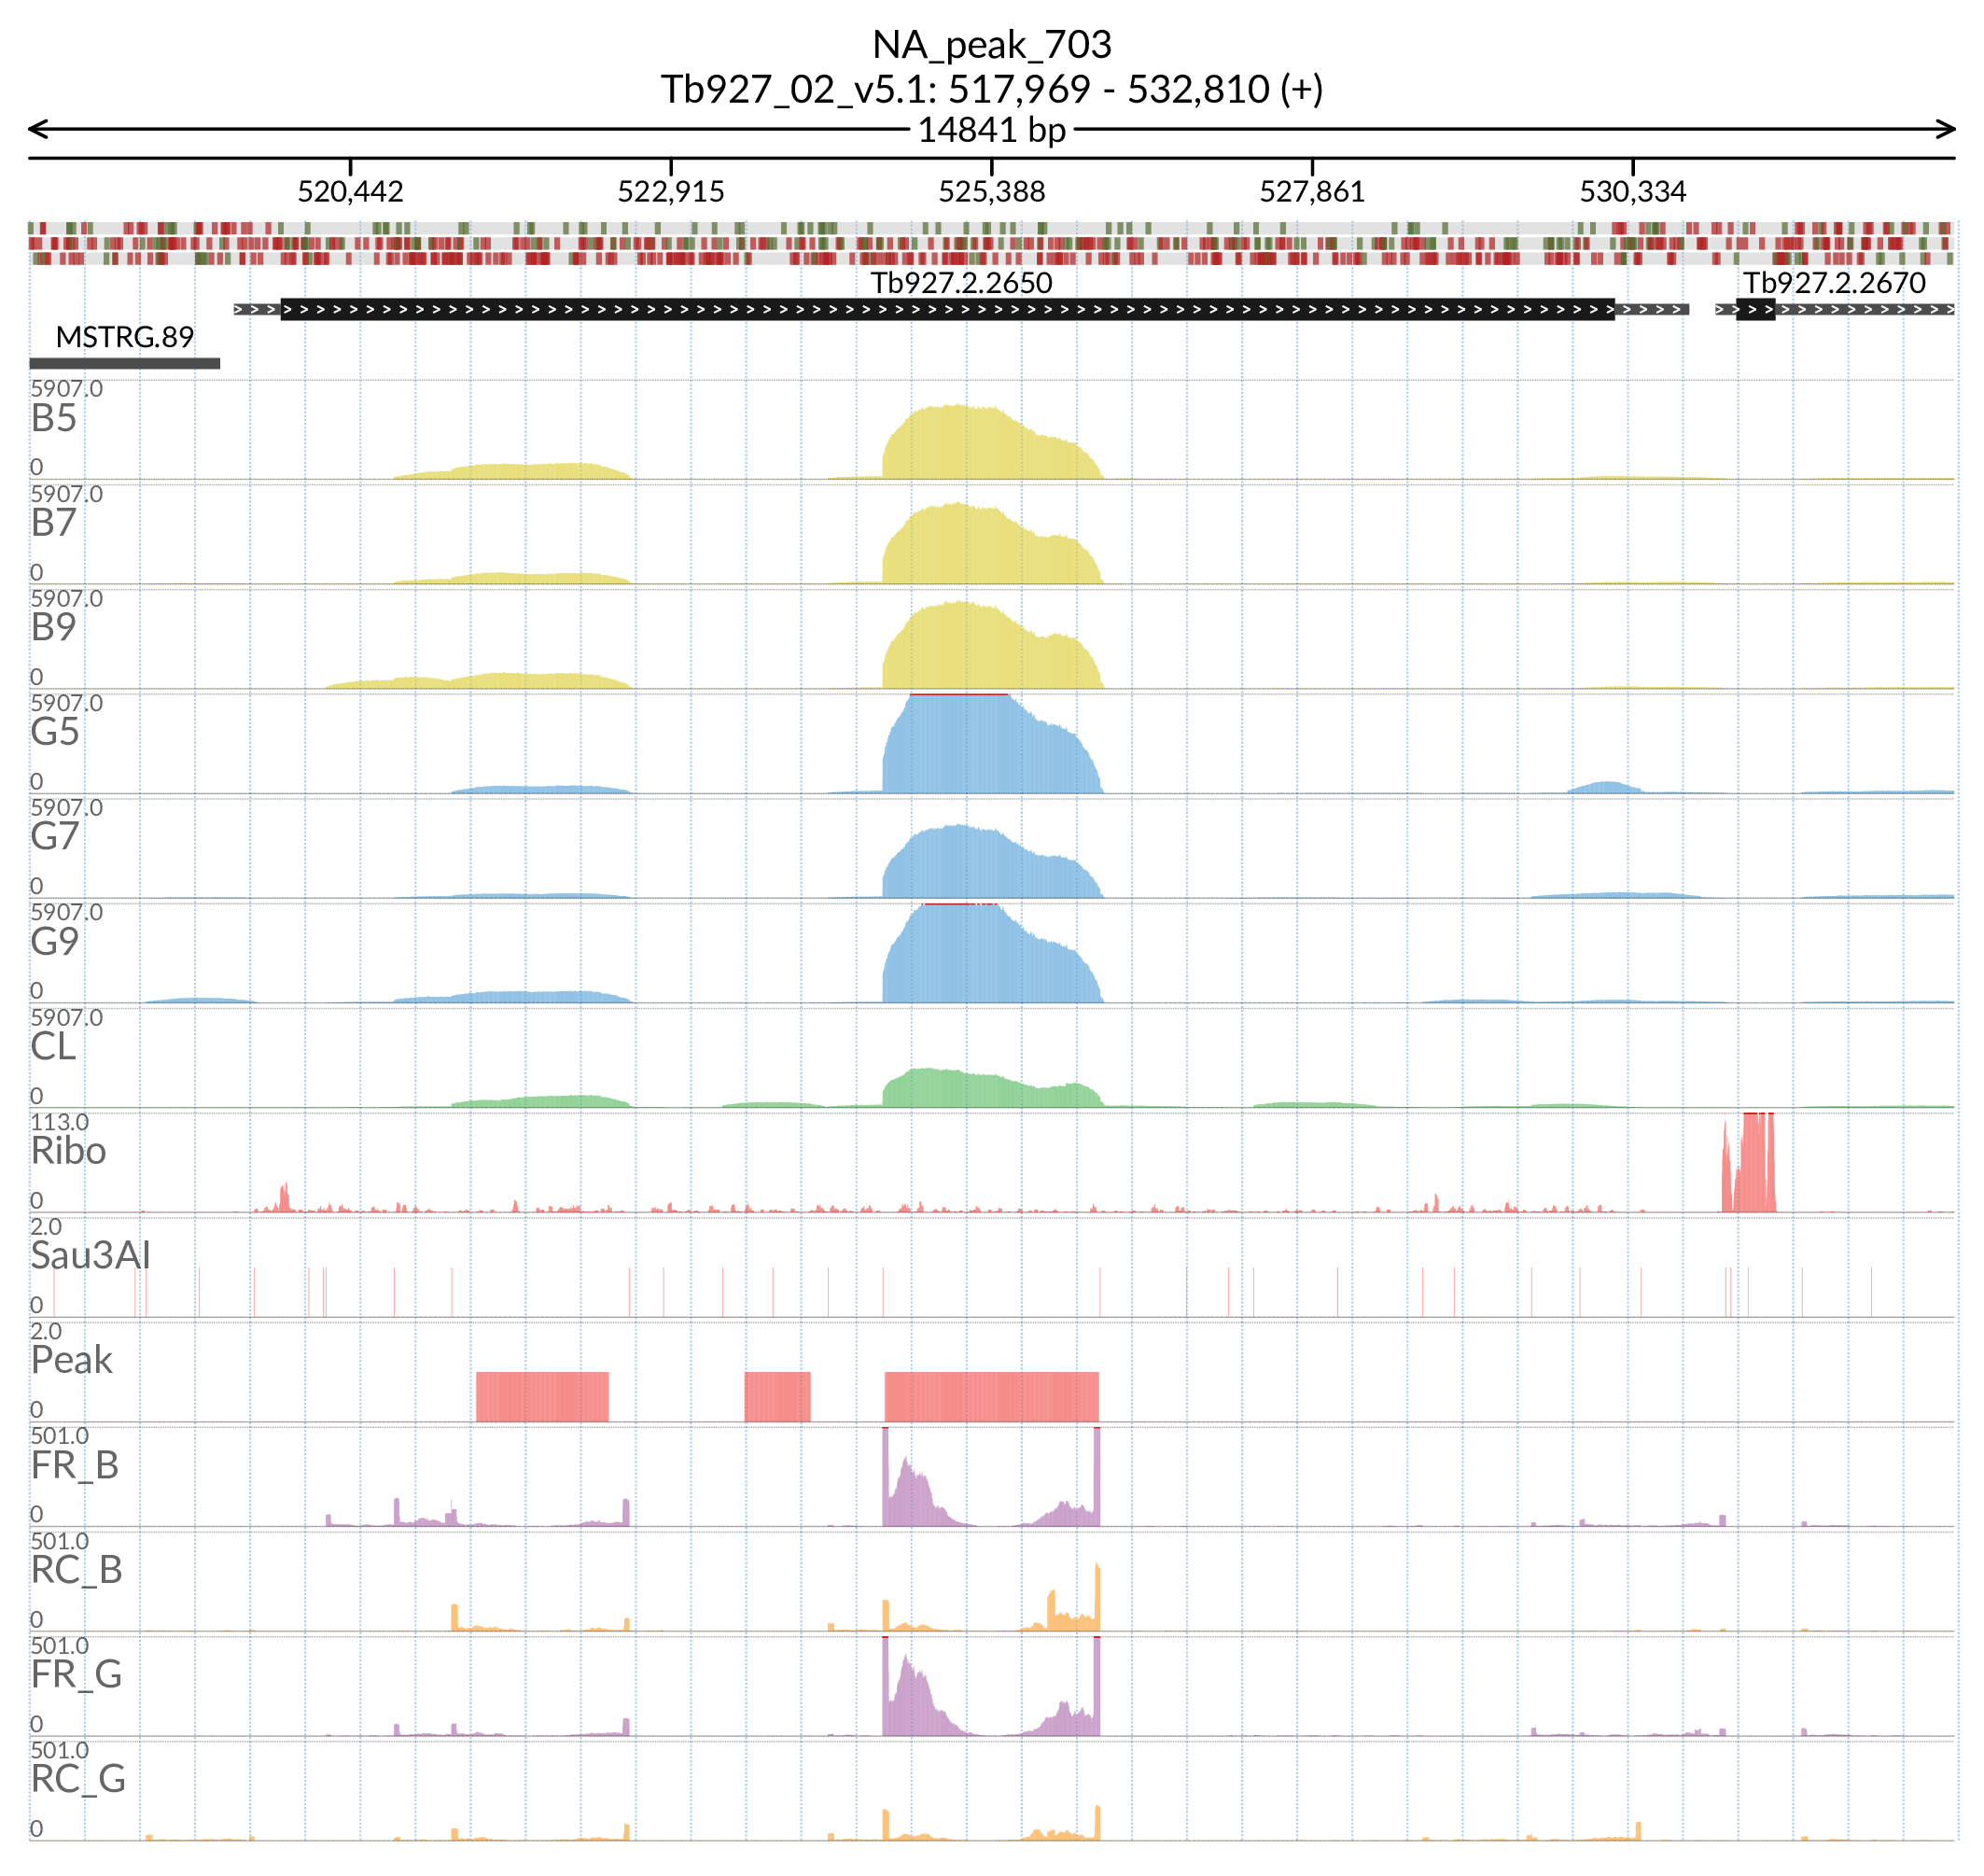 NA_peak_703
Tb927_02_v5.1: 517,969 - 532,810 (+)
14841 bp
520,442 522,915 525,388 527,861 530,334
Tb927.2.2650 Tb927.2.2670
MSTRG.89
5907.0
B5
0
5907.0
B7
0
5907.0
B9
0
5907.0
G5
0
5907.0
G7
0
5907.0
G9
0
5907.0
CL
0
113.0
Ribo
0
2.0
Sau3AI
0
2.0
Peak
0
501.0
FR_B
0
501.0
RC_B
0
501.0
FR_G
0
501.0
RC_G
0